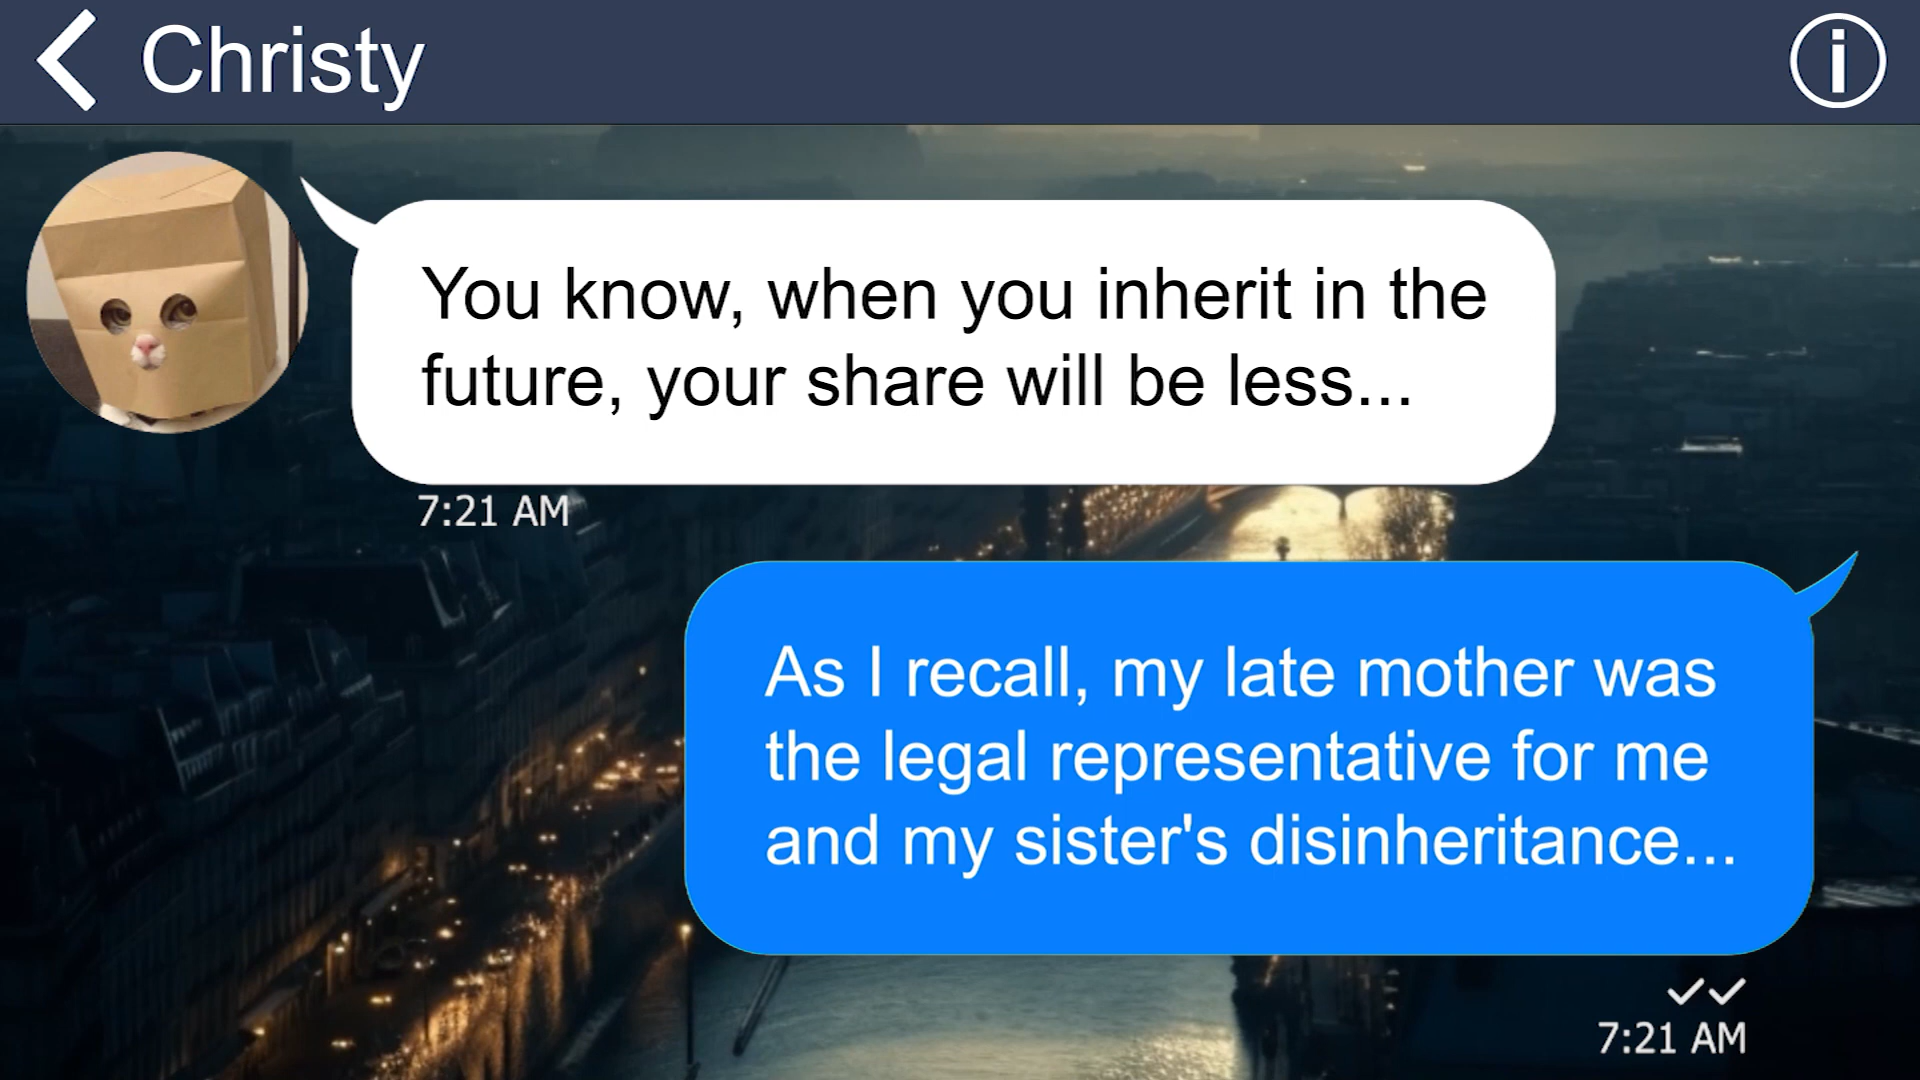 Christy
You know, when you inherit in the
future, your share will be less...
7:21 AM
As I recall, my late mother was
the legal representative for me
and my sister's disinheritance...
7:21 AM